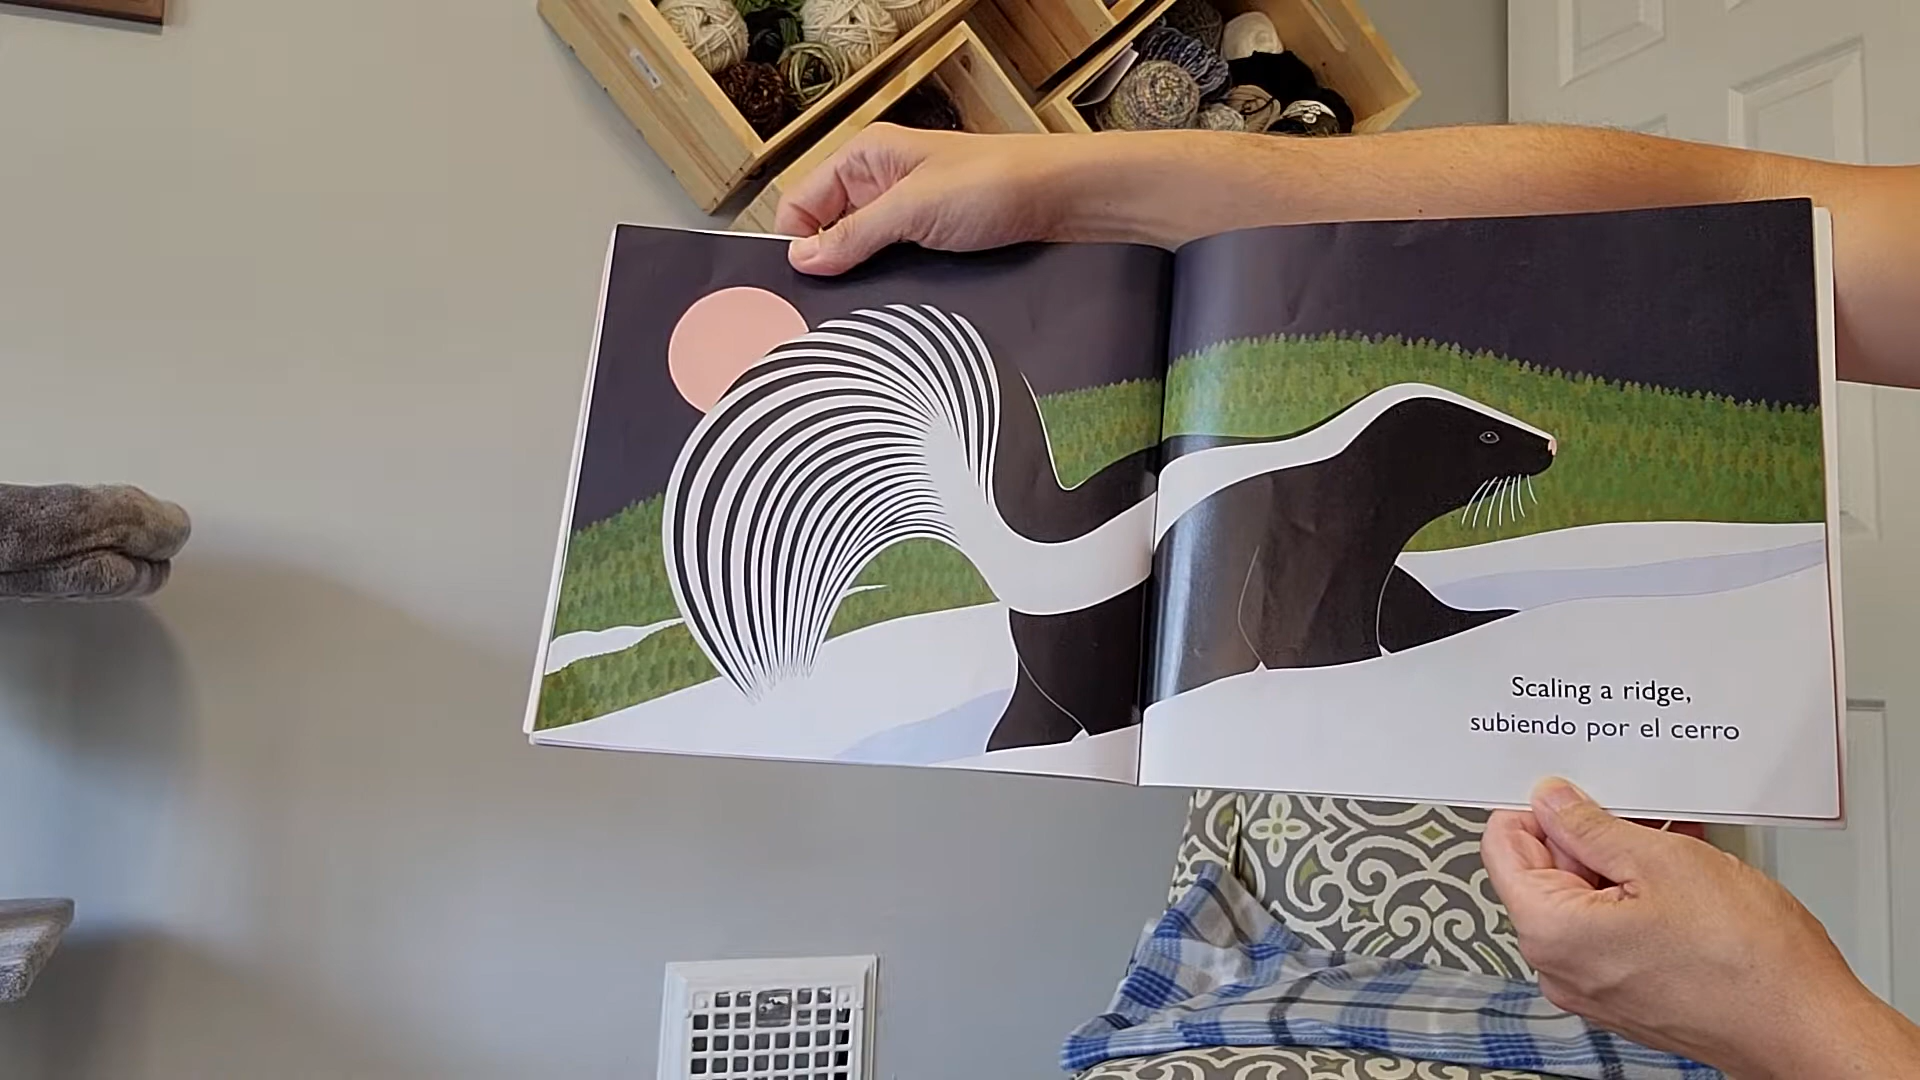 Scaling a ridge,
subiendo por el cerro